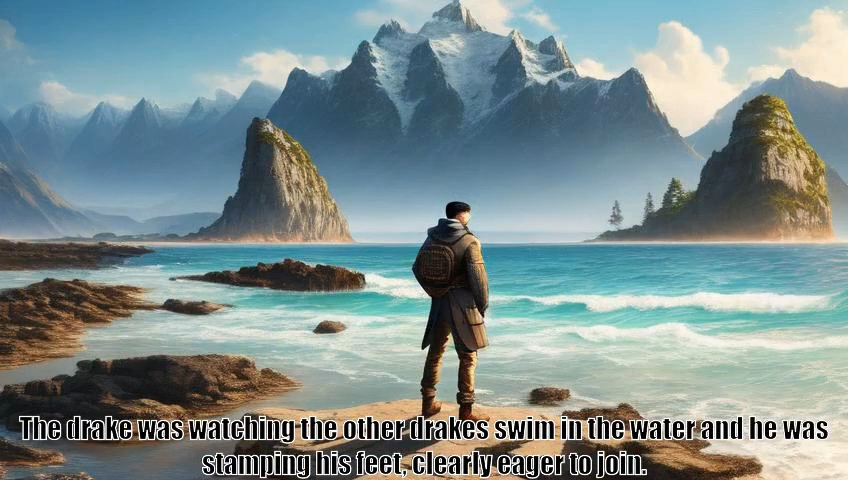 The drake was watching the other drakes swim in the water and he was
stamping his feet, clearly eager to join.